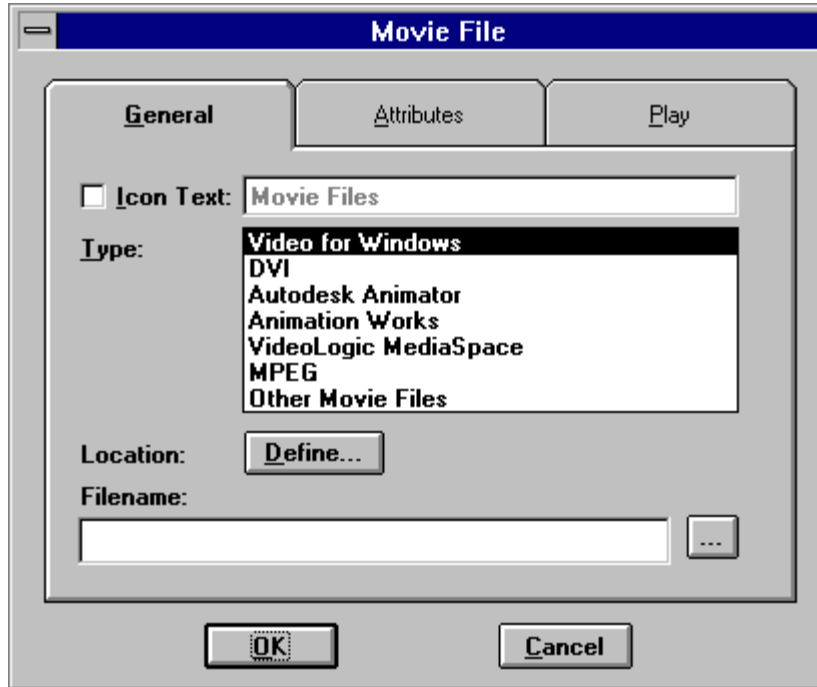 Movie File
General Attributes Play
Icon Text: Movie Files
Type: Video for Windows
DVI
Autodesk Animator
Animation Works
VideoLogic MediaSpace
MPEG
Other Movie Files
Location: Define...
Filename:
...
OK Cancel